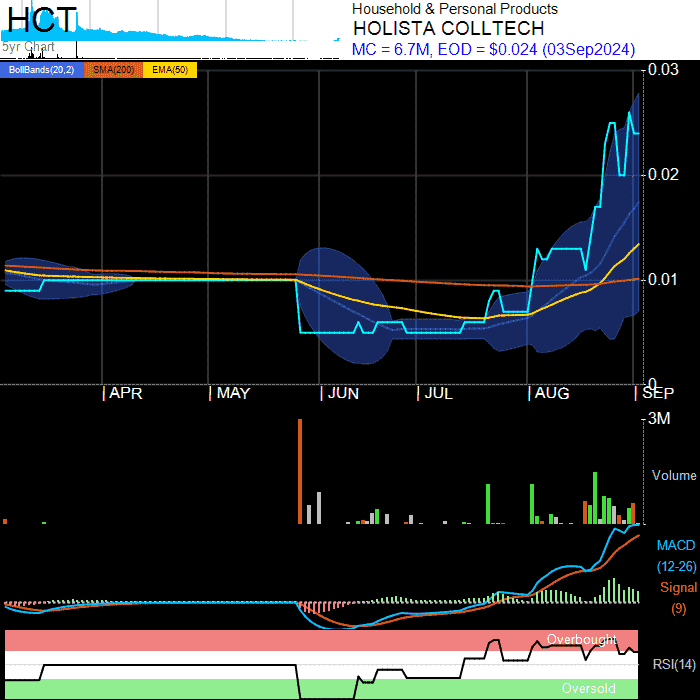 HCT
5yr Chart
Household & Personal Products
HOLISTA COLLTECH
MC = 6.7M, EOD = $0.024 (03Sep2024)
BollBands(20,2) SMA(200) EMA(50)
0.03
0.02
0.01
0
APR MAY JUN JUL AUG SEP
3M
Volume
MACD
(12-26)
Signal
(9)
Overbought
RSI(14)
Oversold